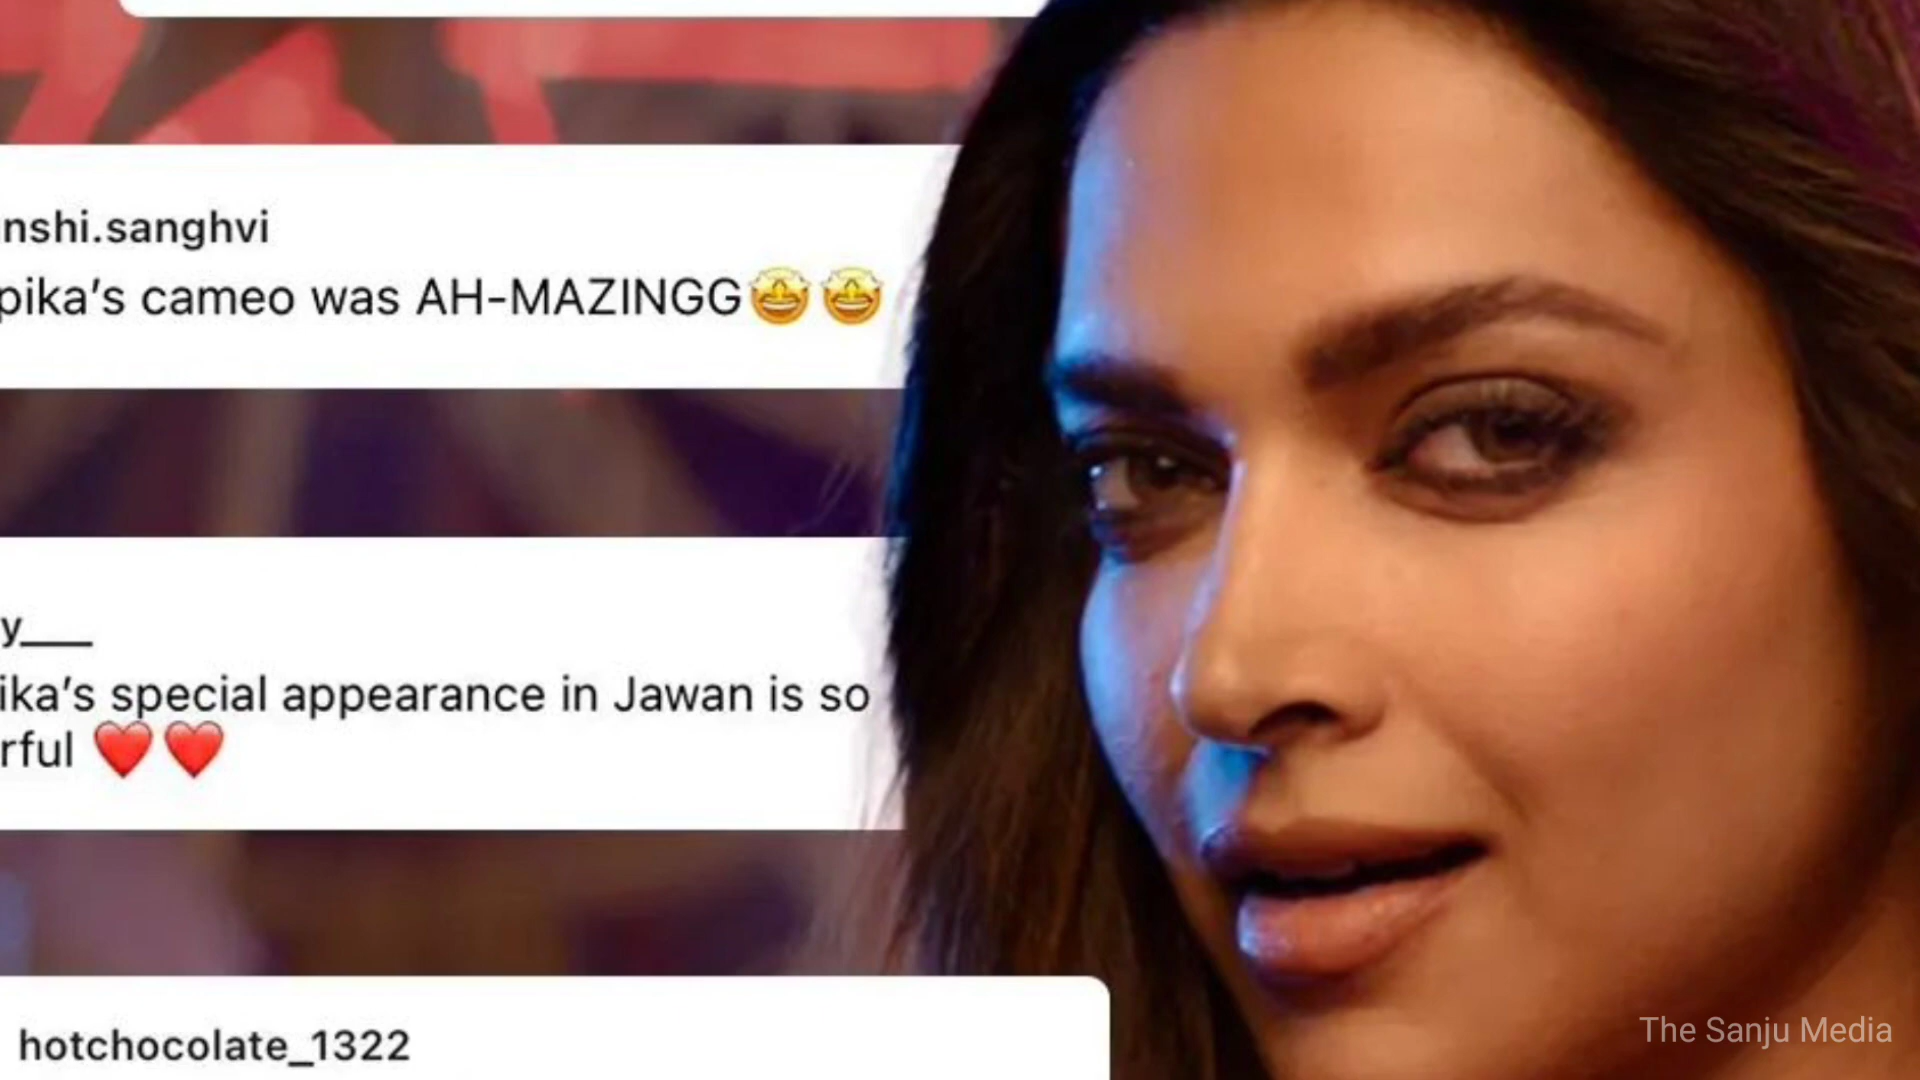 nshi.sanghvi
pika's cameo was AH-MAZINGG🤩🤩
y___
ika's special appearance in Jawan is so
rful ❤️❤️
hotchocolate_1322
The Sanju Media